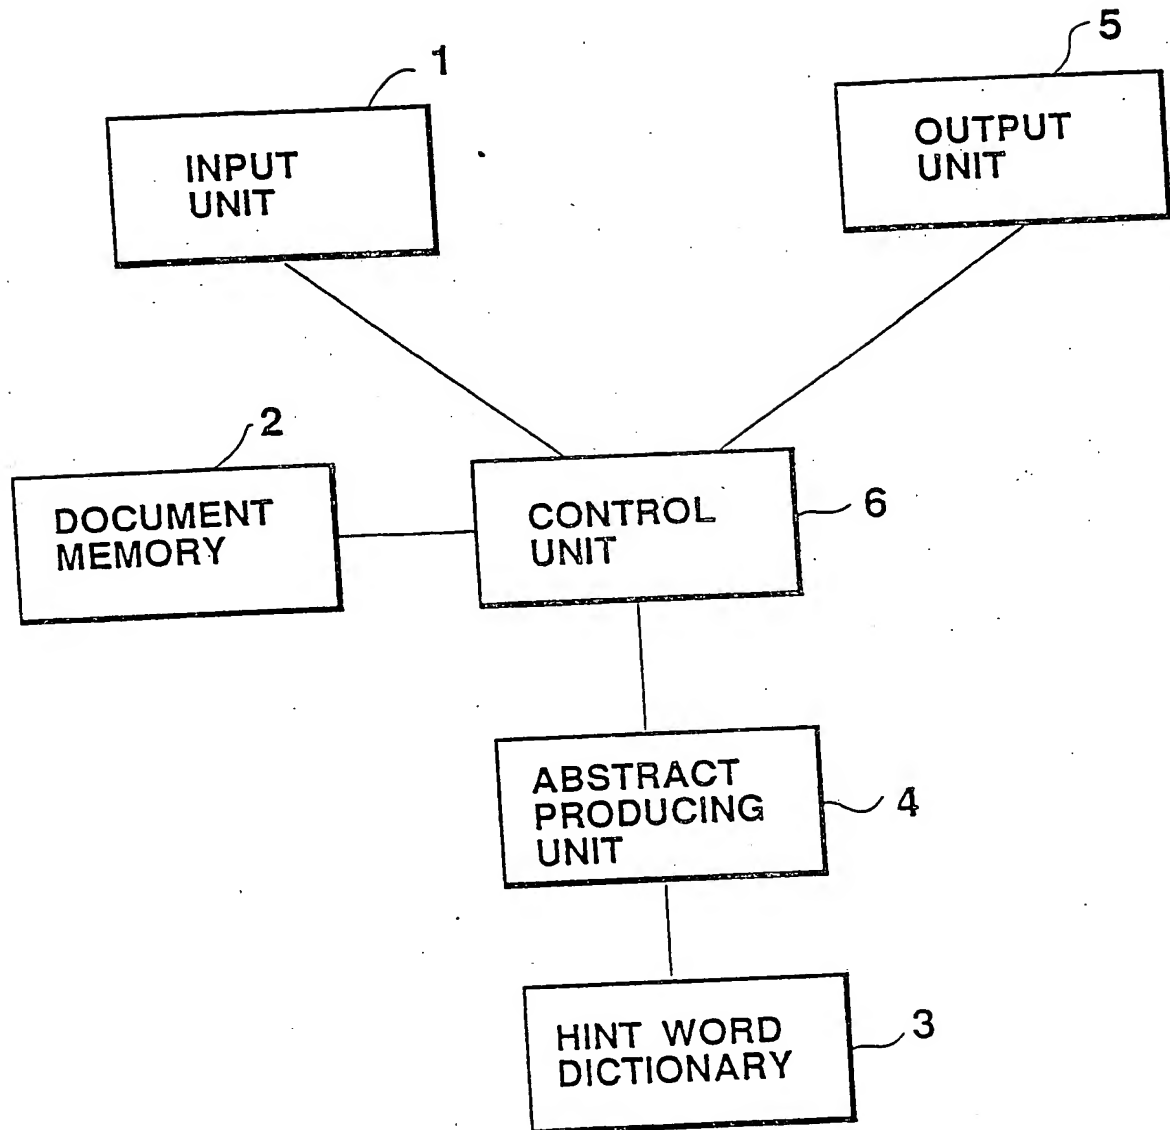 1
INPUT
UNIT
5
OUTPUT
UNIT
2
DOCUMENT
MEMORY
CONTROL
UNIT
6
ABSTRACT
PRODUCING
UNIT
4
HINT WORD
DICTIONARY
3